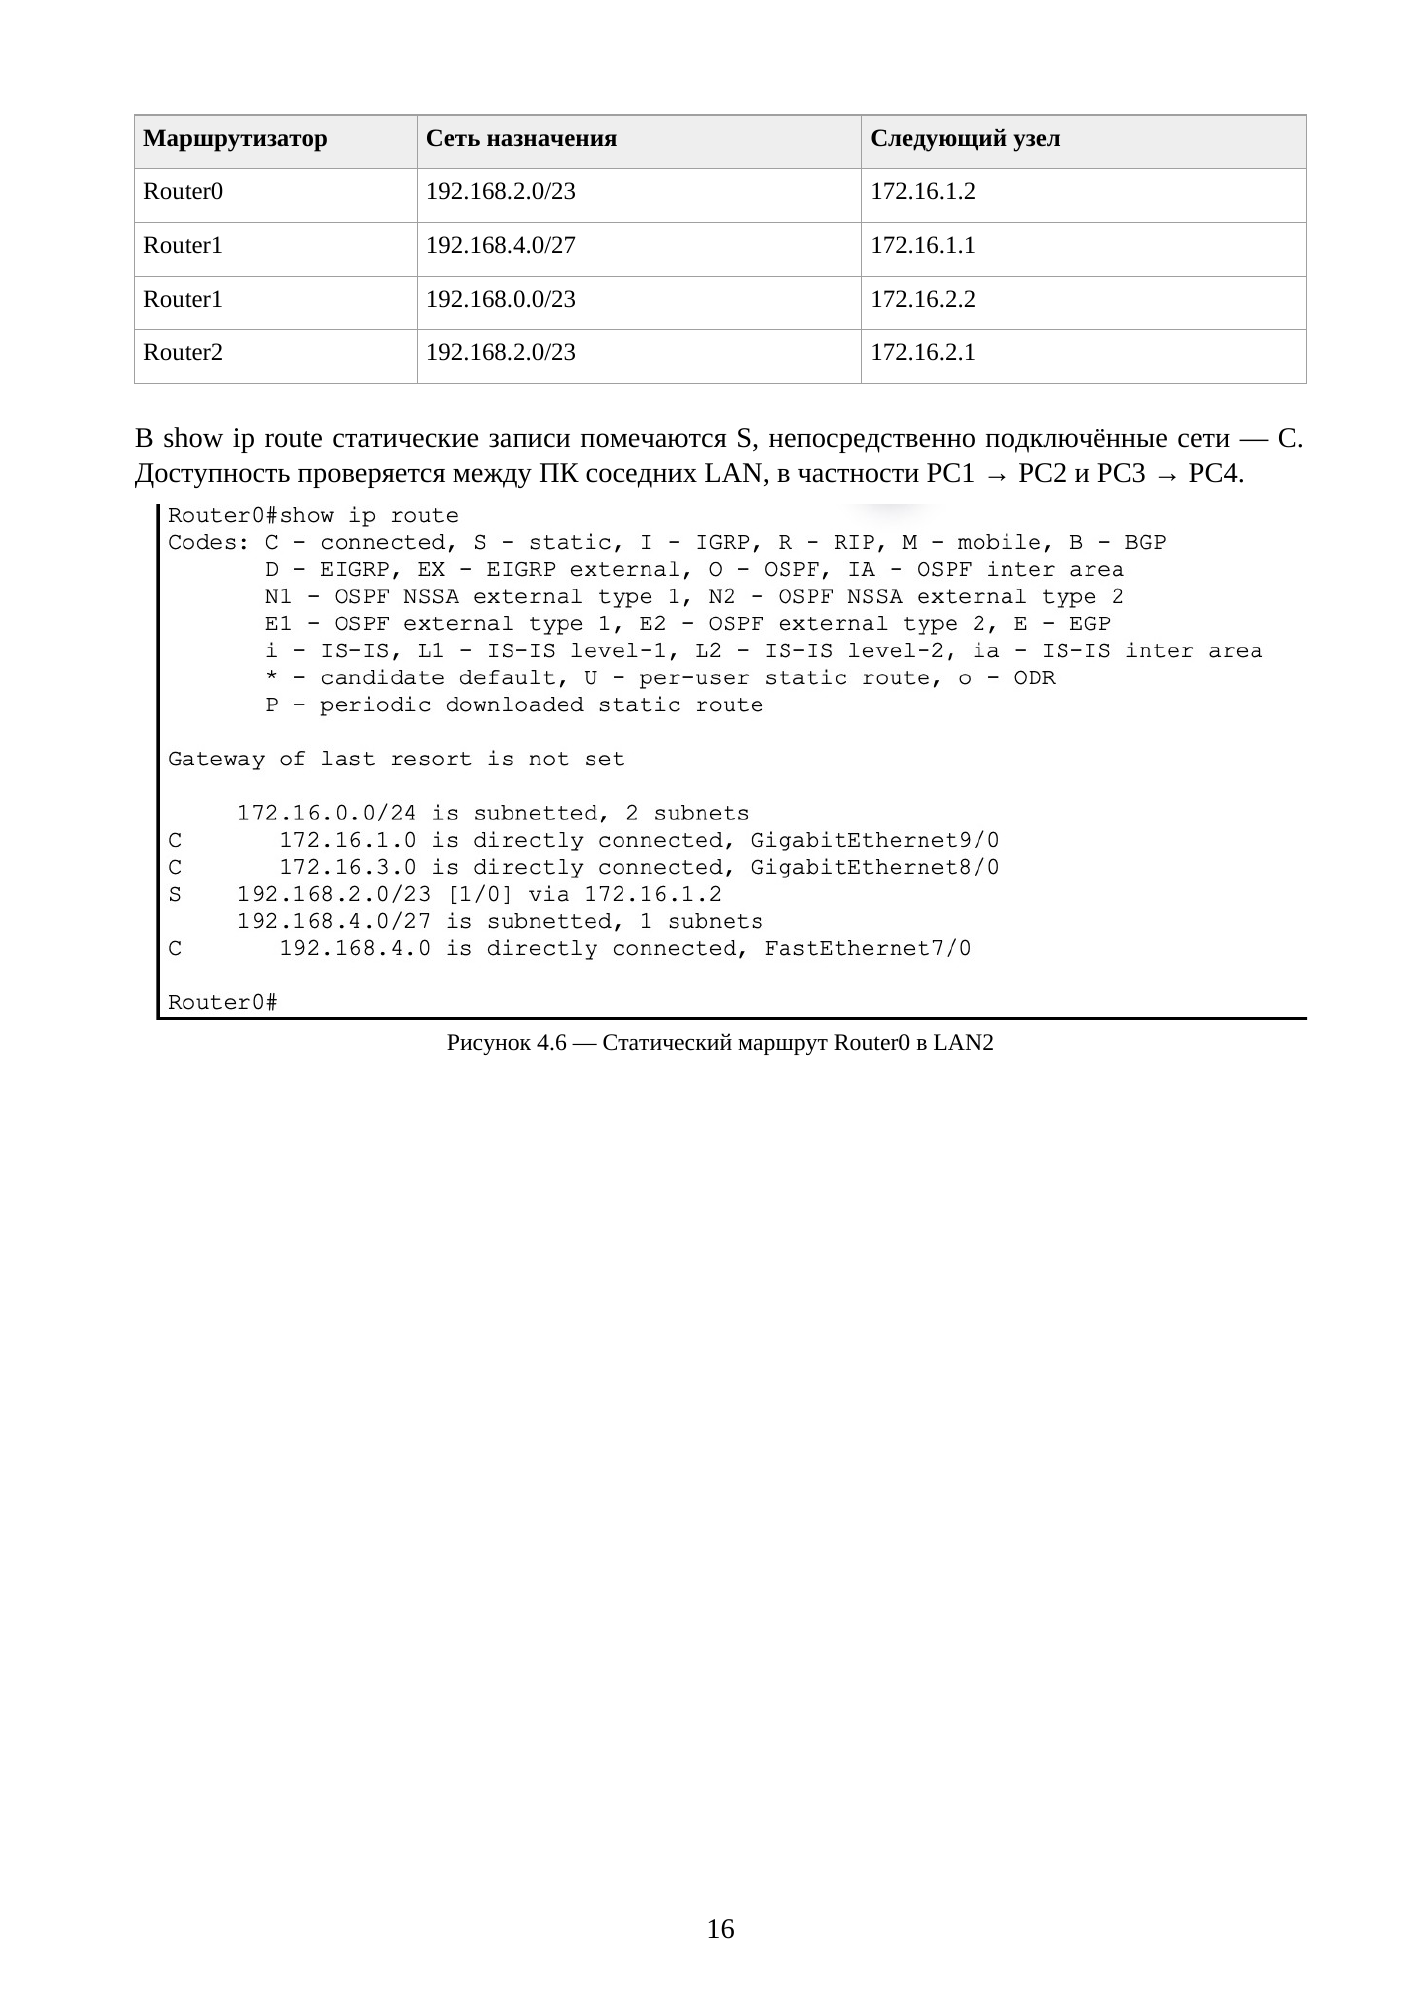 Маршрутизатор Сеть назначения Следующий узел
Router0 192.168.2.0/23 172.16.1.2
Router1 192.168.4.0/27 172.16.1.1
Router1 192.168.0.0/23 172.16.2.2
Router2 192.168.2.0/23 172.16.2.1
В show ip route статические записи помечаются S, непосредственно подключённые сети — C.
Доступность проверяется между ПК соседних LAN, в частности PC1 → PC2 и PC3 → PC4.
Router0#show ip route
Codes: C - connected, S - static, I - IGRP, R - RIP, M - mobile, B - BGP
       D - EIGRP, EX - EIGRP external, O - OSPF, IA - OSPF inter area
       N1 - OSPF NSSA external type 1, N2 - OSPF NSSA external type 2
       E1 - OSPF external type 1, E2 - OSPF external type 2, E - EGP
       i - IS-IS, L1 - IS-IS level-1, L2 - IS-IS level-2, ia - IS-IS inter area
       * - candidate default, U - per-user static route, o - ODR
       P - periodic downloaded static route
Gateway of last resort is not set
     172.16.0.0/24 is subnetted, 2 subnets
C       172.16.1.0 is directly connected, GigabitEthernet9/0
C       172.16.3.0 is directly connected, GigabitEthernet8/0
S    192.168.2.0/23 [1/0] via 172.16.1.2
     192.168.4.0/27 is subnetted, 1 subnets
C       192.168.4.0 is directly connected, FastEthernet7/0
Router0#
Рисунок 4.6 — Статический маршрут Router0 в LAN2
16